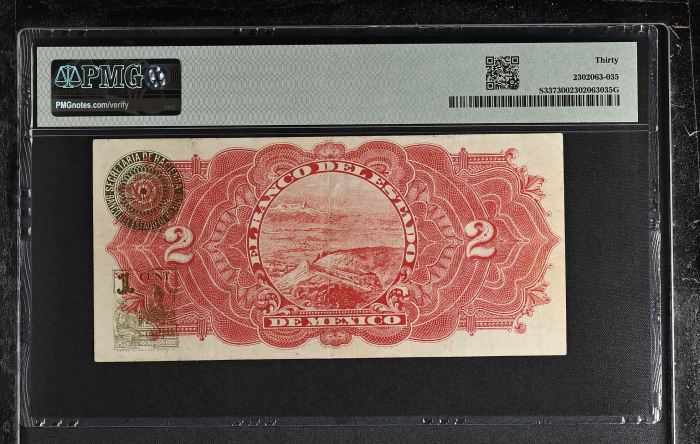 PMG
PMGnotes.com/verify
Thirty
2302063-035
S3373002302063035G
SECRETARIA DE HACIENDA
EL BANCO DEL ESTADO
DE MEXICO
2
2
1 CENT